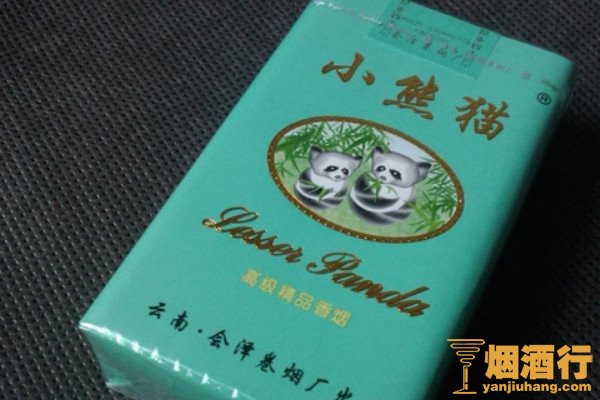 小熊猫
®
Lesser Panda
高级精品香烟
云南·会泽卷烟厂出
烟酒行
yanjiuhang.com